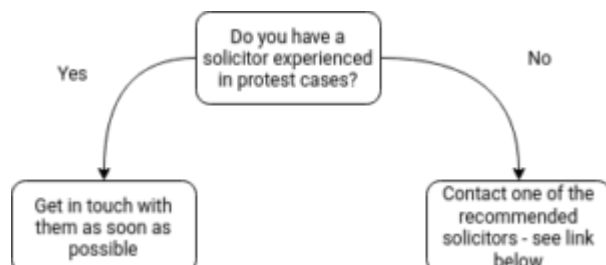 Do you have a
solicitor experienced
in protest cases?
Yes
No
Get in touch with
them as soon as
possible
Contact one of the
recommended
solicitors - see link
below